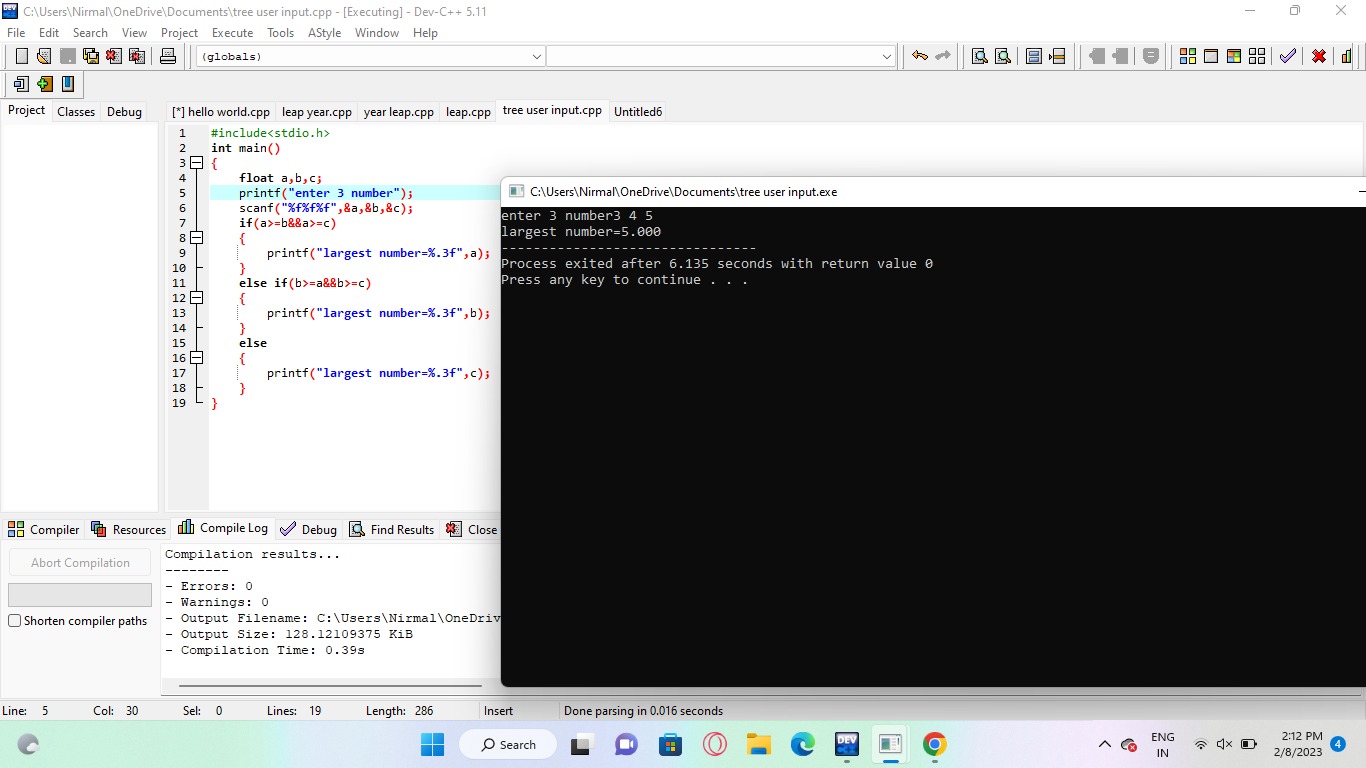 C:\Users\Nirmal\OneDrive\Documents\tree user input.cpp - [Executing] - Dev-C++ 5.11
File Edit Search View Project Execute Tools AStyle Window Help
(globals)
Project Classes Debug
[*] hello world.cpp leap year.cpp year leap.cpp leap.cpp tree user input.cpp Untitled6
1 #include<stdio.h>
2 int main()
3 {
4 float a,b,c;
5 printf("enter 3 number");
6 scanf("%f%f%f",&a,&b,&c);
7 if(a>=b&&a>=c)
8 {
9 printf("largest number=%.3f",a);
10 }
11 else if(b>=a&&b>=c)
12 {
13 printf("largest number=%.3f",b);
14 }
15 else
16 {
17 printf("largest number=%.3f",c);
18 }
19 }
C:\Users\Nirmal\OneDrive\Documents\tree user input.exe
enter 3 number3 4 5
largest number=5.000
--------------------------------
Process exited after 6.135 seconds with return value 0
Press any key to continue . . .
Compiler Resources Compile Log Debug Find Results Close
Abort Compilation
Shorten compiler paths
Compilation results...
--------
- Errors: 0
- Warnings: 0
- Output Filename: C:\Users\Nirmal\OneDriv
- Output Size: 128.12109375 KiB
- Compilation Time: 0.39s
Line: 5 Col: 30 Sel: 0 Lines: 19 Length: 286 Insert Done parsing in 0.016 seconds
Search
DEV
ENG
IN
2:12 PM
2/8/2023
4